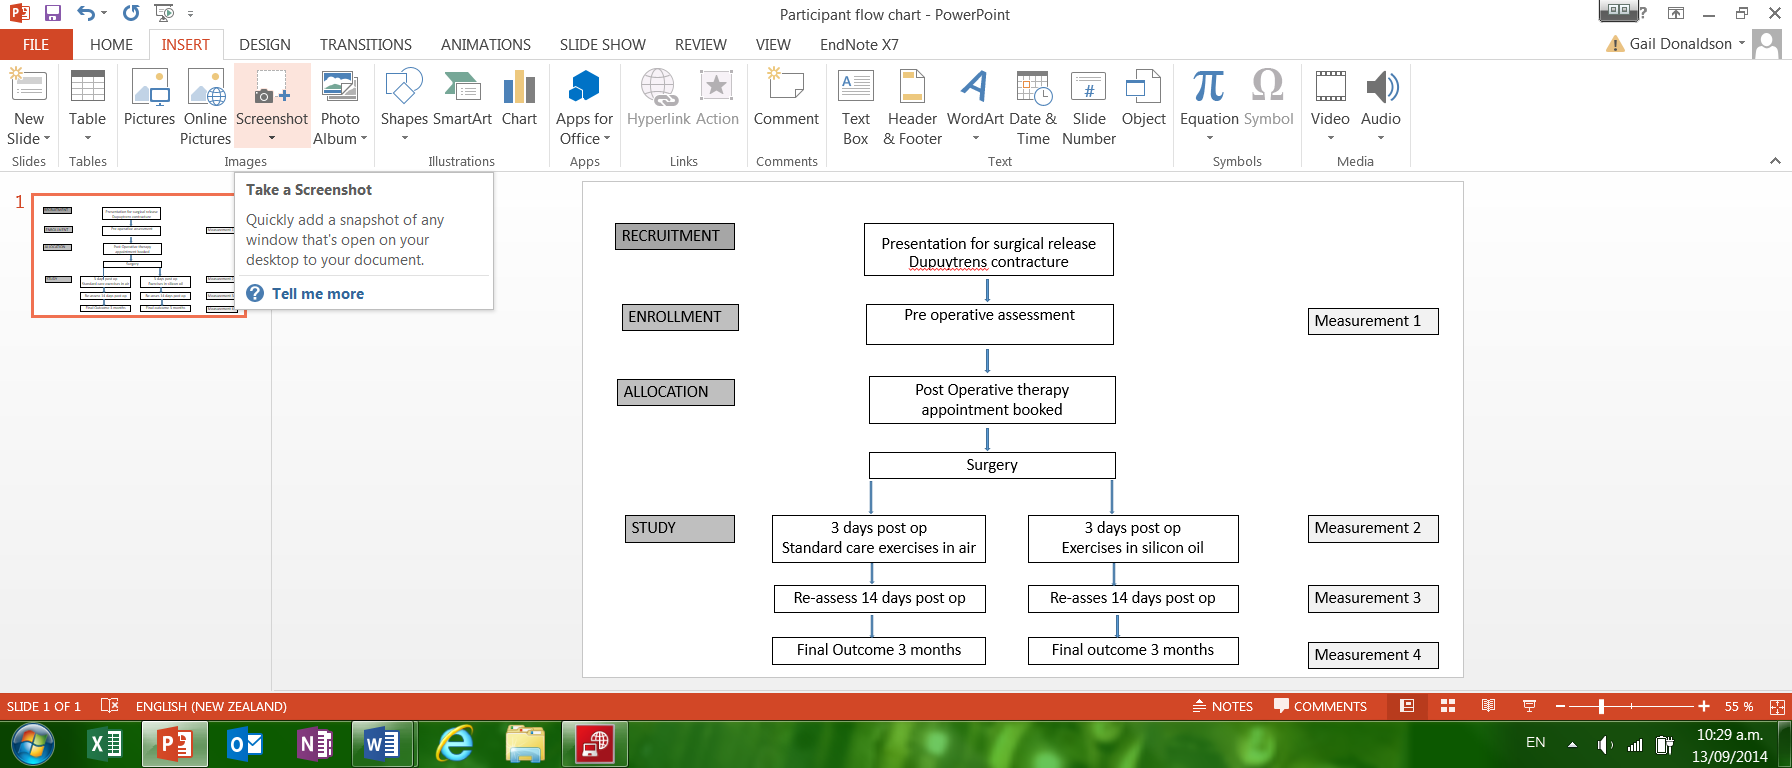 Participant flow chart - PowerPoint
?
FILE HOME INSERT DESIGN TRANSITIONS ANIMATIONS SLIDE SHOW REVIEW VIEW EndNote X7 Gail Donaldson
New Slide
Table
Pictures
Online Pictures
Screenshot
Photo Album
Shapes
SmartArt
Chart
Apps for Office
Hyperlink
Action
Comment
Text Box
Header & Footer
WordArt
Date & Time
Slide Number
Object
Equation
Symbol
Video
Audio
Slides Tables Images Illustrations Apps Links Comments Text Symbols Media
1
Take a Screenshot
Quickly add a snapshot of any
window that's open on your
desktop to your document.
? Tell me more
RECRUITMENT
Presentation for surgical release
Dupuytrens contracture
ENROLLMENT
Pre operative assessment
Measurement 1
ALLOCATION
Post Operative therapy
appointment booked
Surgery
STUDY
3 days post op
Standard care exercises in air
3 days post op
Exercises in silicon oil
Measurement 2
Re-assess 14 days post op
Re-asses 14 days post op
Measurement 3
Final Outcome 3 months
Final outcome 3 months
Measurement 4
SLIDE 1 OF 1 ENGLISH (NEW ZEALAND) NOTES COMMENTS 55 %
EN
10:29 a.m.
13/09/2014